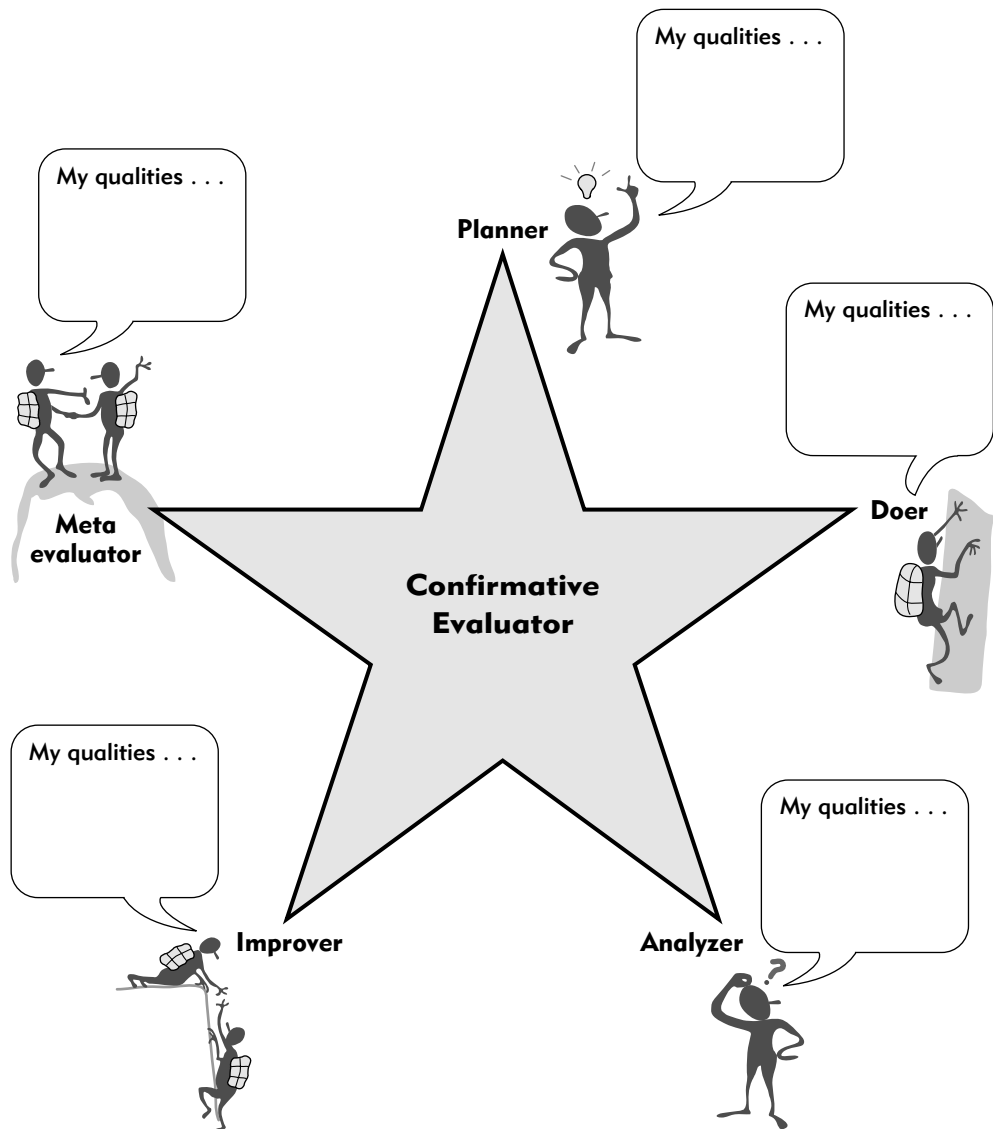 My qualities . . .
Planner
My qualities . . .
Meta
evaluator
My qualities . . .
Doer
Confirmative
Evaluator
My qualities . . .
Improver
My qualities . . .
Analyzer
?